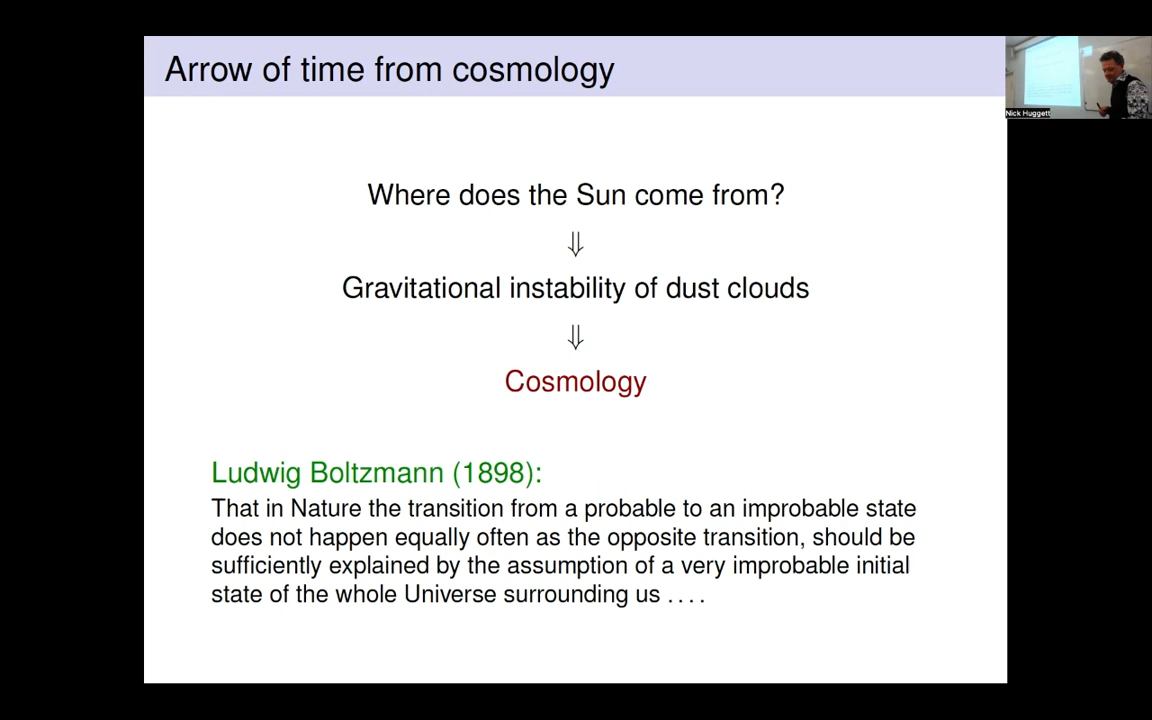 Arrow of time from cosmology
Nick Huggett
Where does the Sun come from?
⇓
Gravitational instability of dust clouds
⇓
Cosmology
Ludwig Boltzmann (1898):
That in Nature the transition from a probable to an improbable state
does not happen equally often as the opposite transition, should be
sufficiently explained by the assumption of a very improbable initial
state of the whole Universe surrounding us . . . .